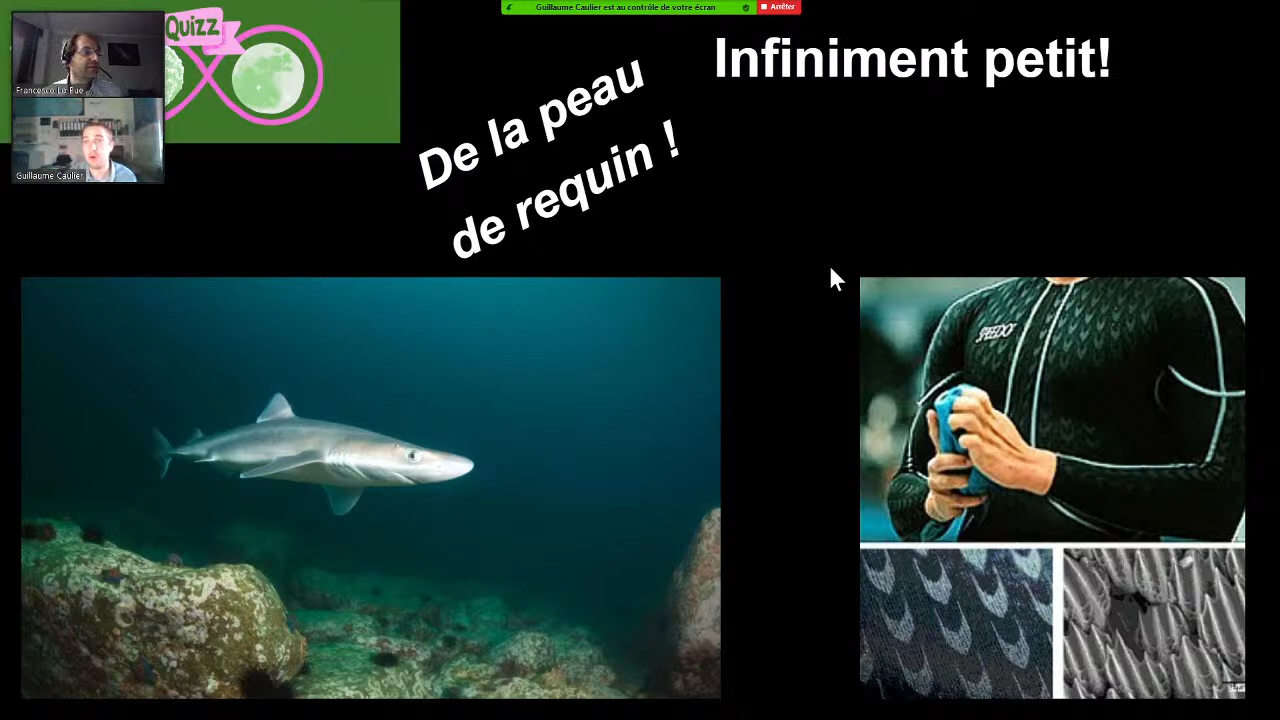 Guillaume Caulier est au contrôle de votre écran
Arrêter
Quizz
Francesco Lo Bue
Guillaume Caulier
Infiniment petit!
De la peau
de requin !
SPEEDO